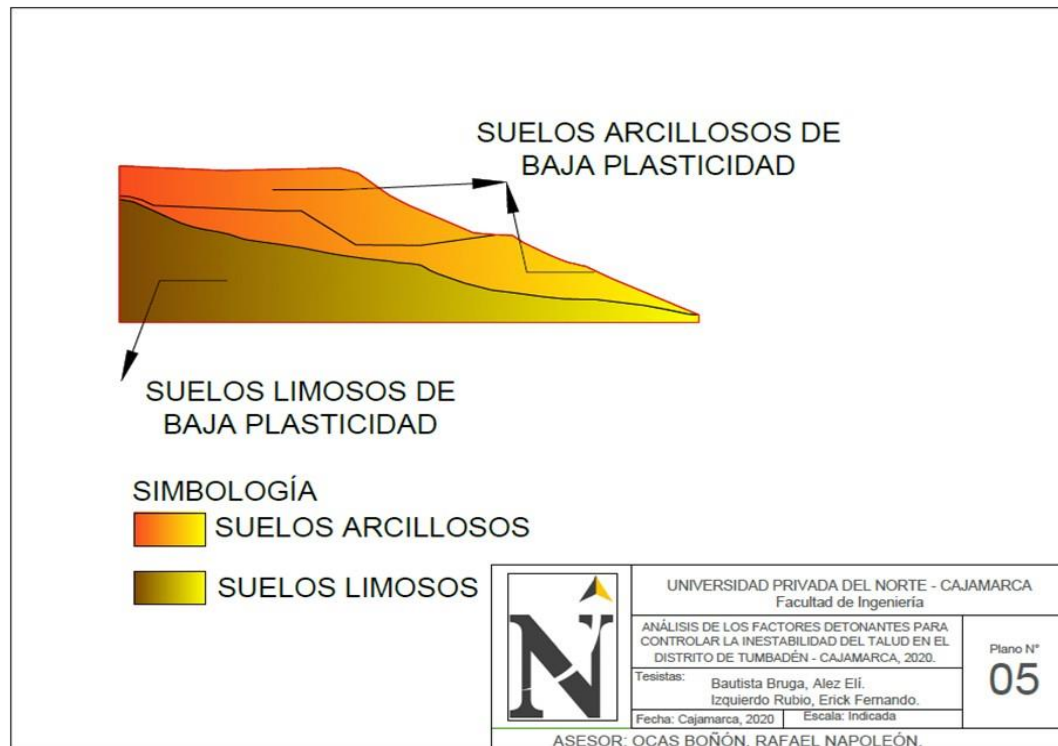 SUELOS ARCILLOSOS DE
BAJA PLASTICIDAD
SUELOS LIMOSOS DE
BAJA PLASTICIDAD
SIMBOLOGÍA
SUELOS ARCILLOSOS
SUELOS LIMOSOS
N
UNIVERSIDAD PRIVADA DEL NORTE - CAJAMARCA
Facultad de Ingeniería
ANÁLISIS DE LOS FACTORES DETONANTES PARA
CONTROLAR LA INESTABILIDAD DEL TALUD EN EL
DISTRITO DE TUMBADÉN - CAJAMARCA, 2020.
Tesistas:
Bautista Bruga, Alez Elí.
Izquierdo Rubio, Erick Fernando.
Fecha: Cajamarca, 2020
Escala: Indicada
Plano N°
05
ASESOR: OCAS BOÑÓN, RAFAEL NAPOLEÓN.